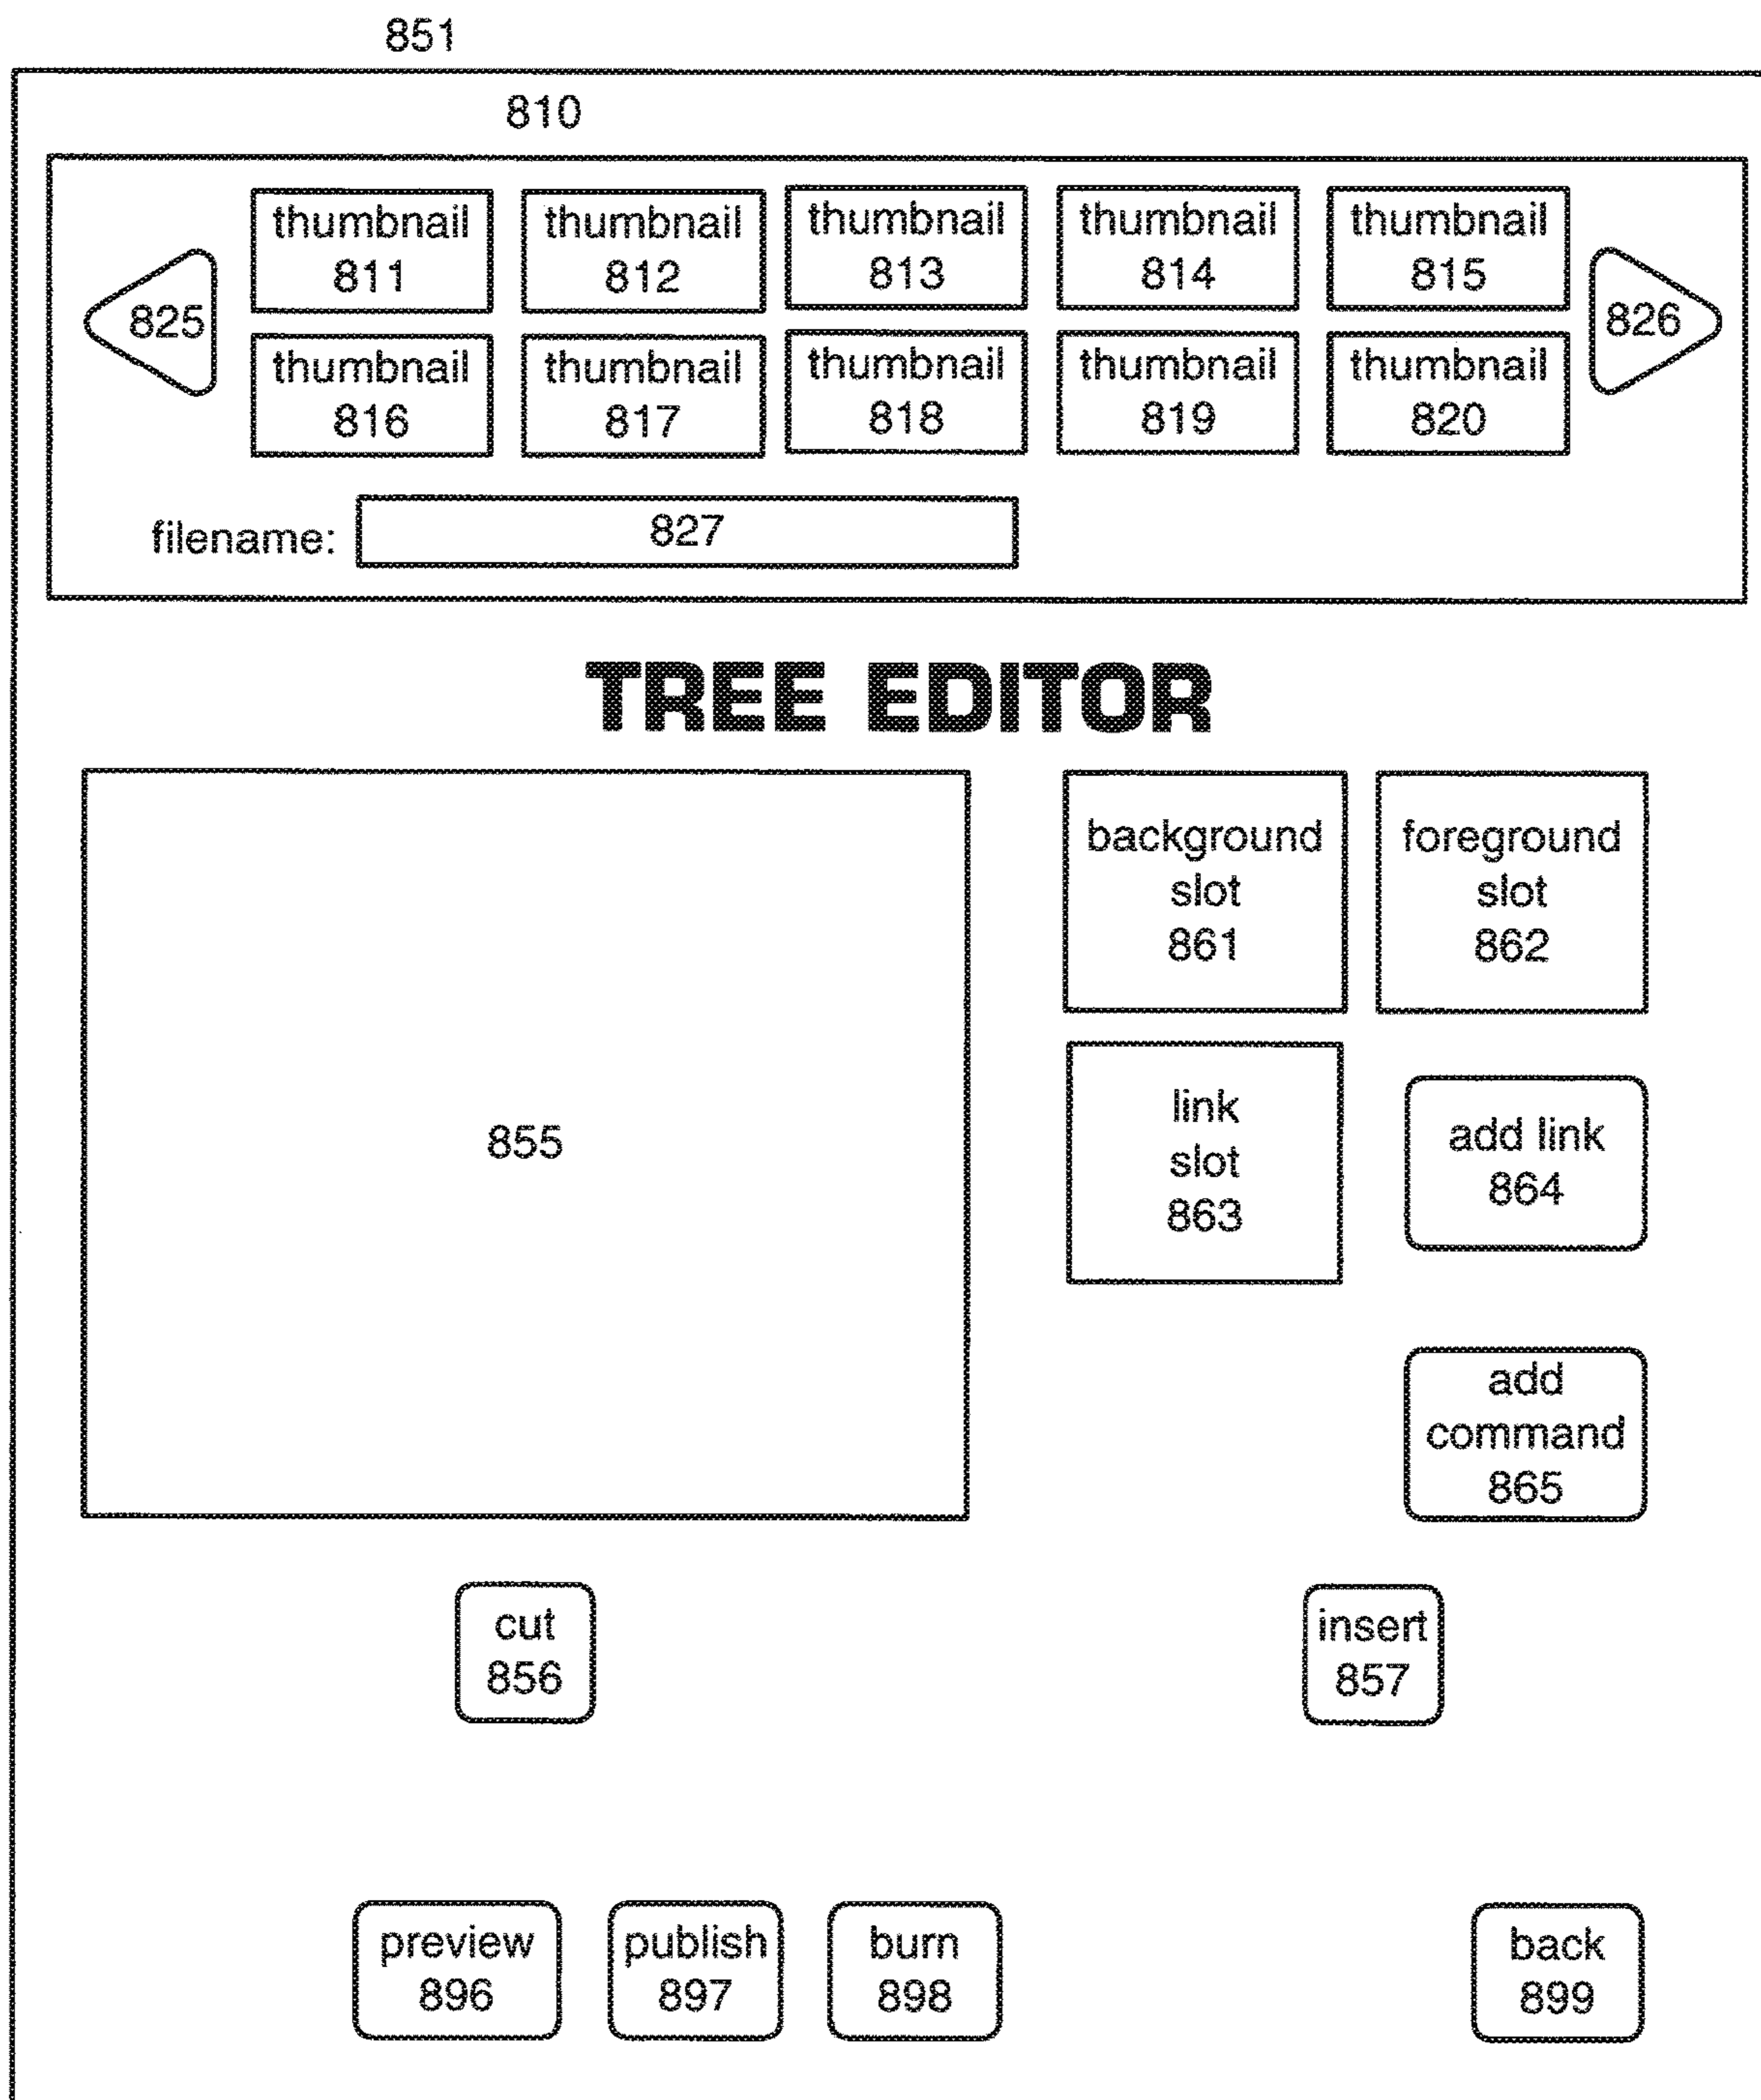 851
810
thumbnail
811
thumbnail
812
thumbnail
813
thumbnail
814
thumbnail
815
825
826
thumbnail
816
thumbnail
817
thumbnail
818
thumbnail
819
thumbnail
820
filename:
827
TREE EDITOR
855
background
slot
861
foreground
slot
862
link
slot
863
add link
864
add
command
865
cut
856
insert
857
preview
896
publish
897
burn
898
back
899